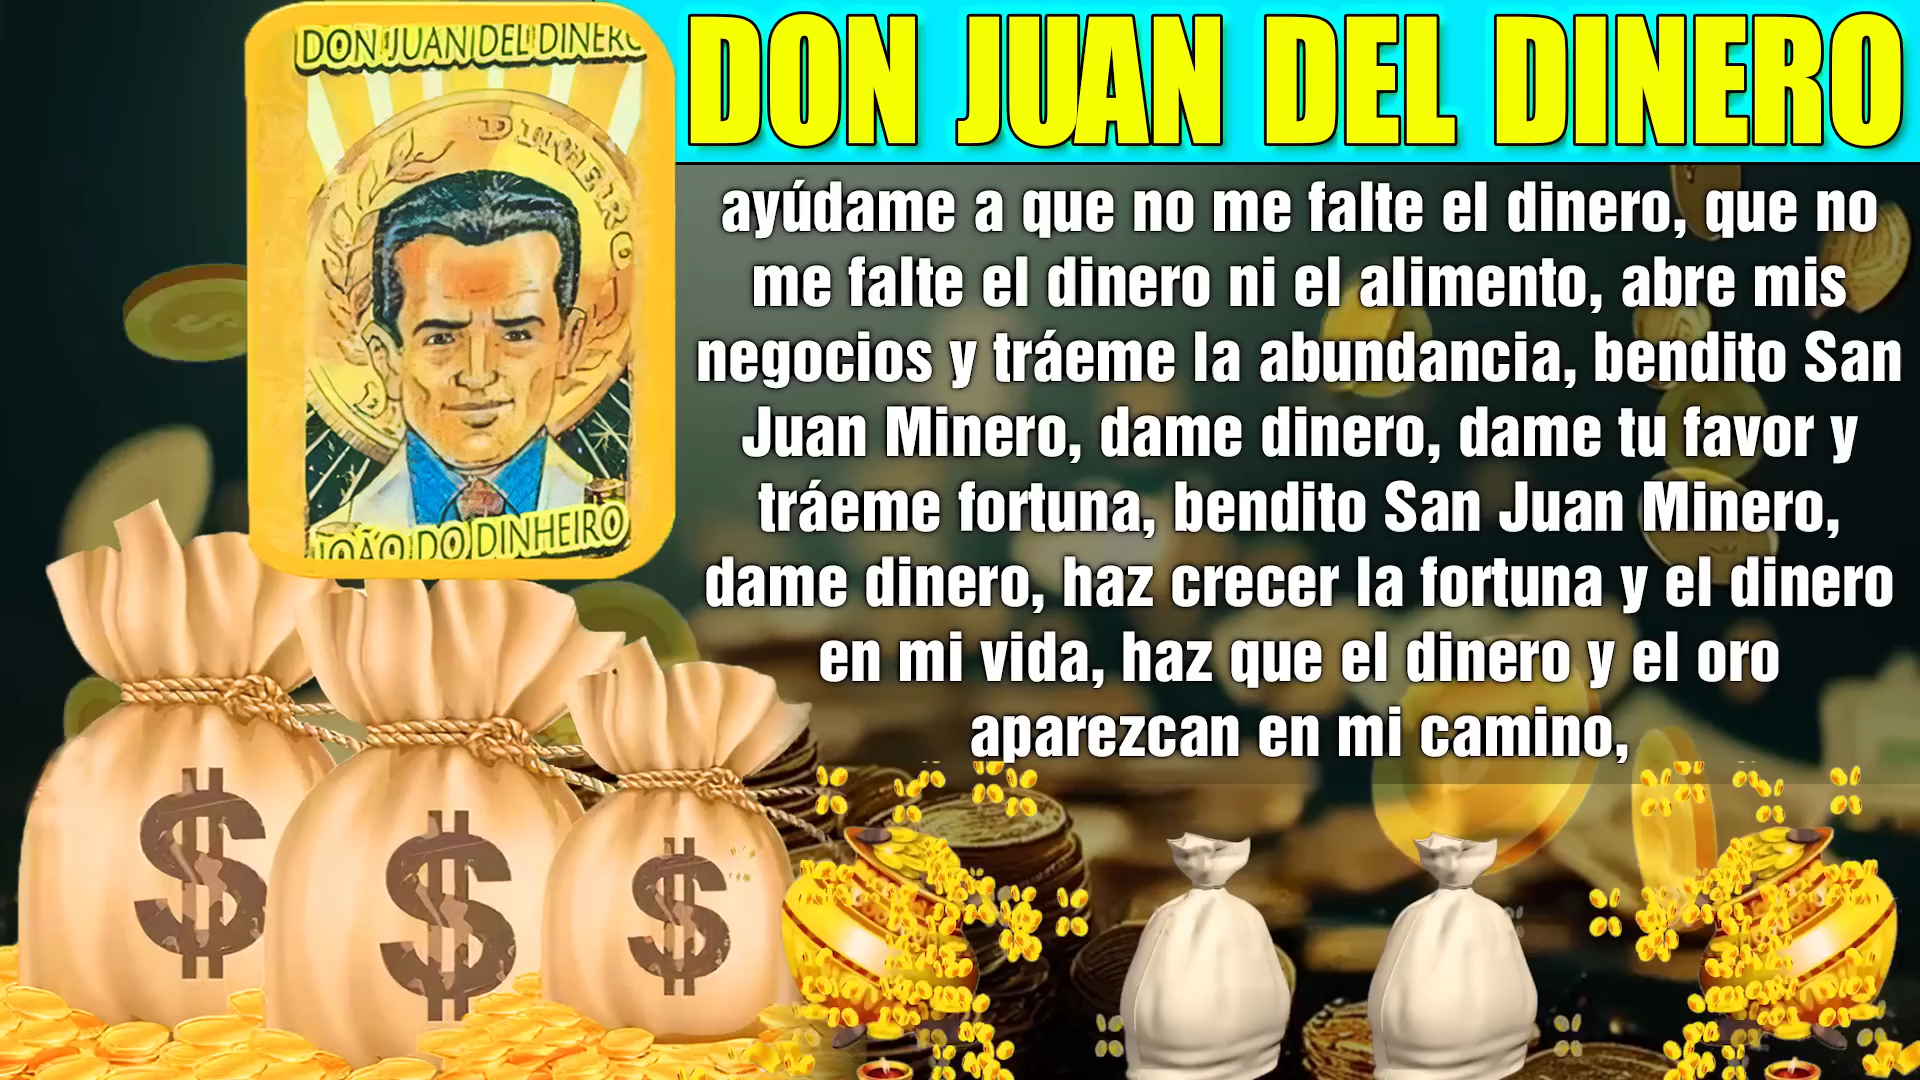 DON JUAN DEL DINERO
DINHEIRO
JOÃO DO DINHEIRO
DON JUAN DEL DINERO
ayúdame a que no me falte el dinero, que no
me falte el dinero ni el alimento, abre mis
negocios y tráeme la abundancia, bendito San
Juan Minero, dame dinero, dame tu favor y
tráeme fortuna, bendito San Juan Minero,
dame dinero, haz crecer la fortuna y el dinero
en mi vida, haz que el dinero y el oro
aparezcan en mi camino,
$
$
$